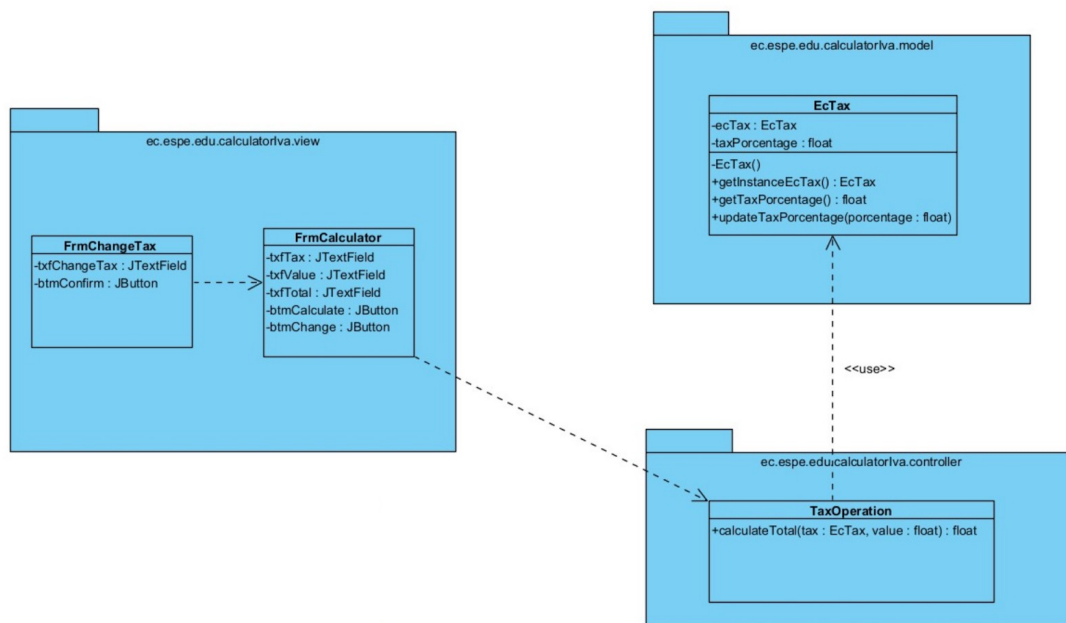 ec.espe.edu.calculatorIva.model
EcTax
-ecTax : EcTax
-taxPorcentage : float
-EcTax()
+getInstanceEcTax() : EcTax
+getTaxPorcentage() : float
+updateTaxPorcentage(porcentage : float)
ec.espe.edu.calculatorIva.view
FrmChangeTax
-txfChangeTax : JTextField
-btmConfirm : JButton
FrmCalculator
-txfTax : JTextField
-txfValue : JTextField
-txfTotal : JTextField
-btmCalculate : JButton
-btmChange : JButton
<<use>>
ec.espe.edu.calculatorIva.controller
TaxOperation
+calculateTotal(tax : EcTax, value : float) : float